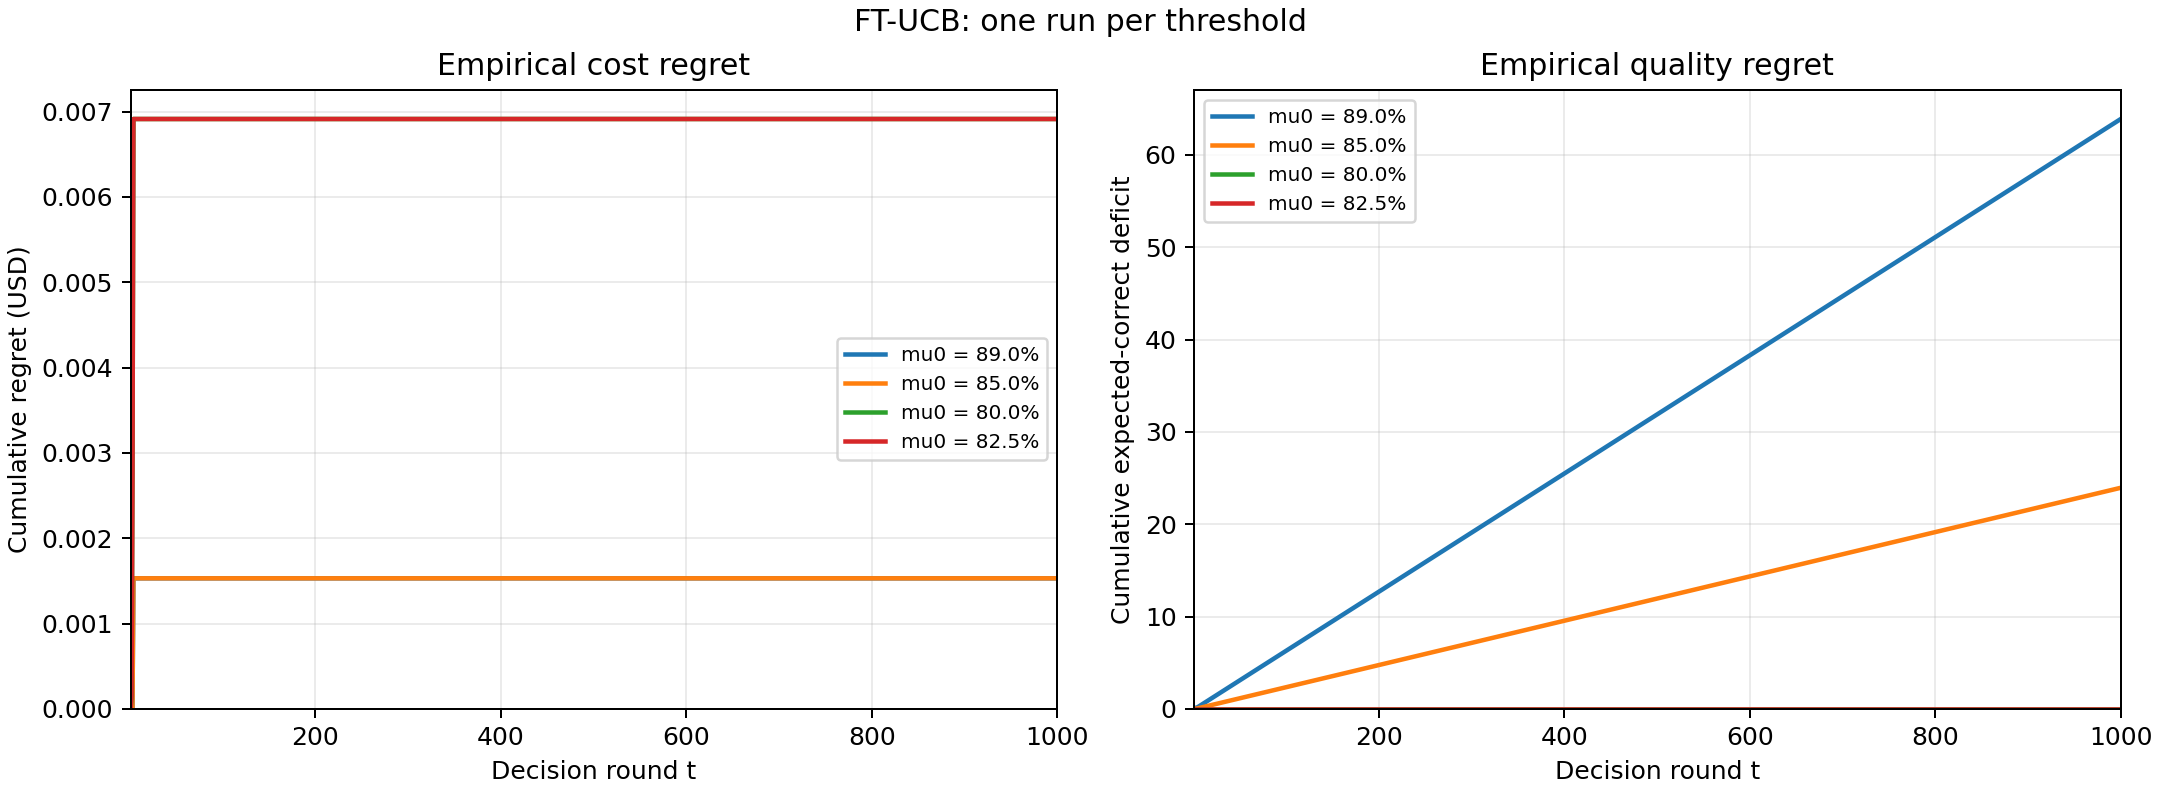 FT-UCB: one run per threshold
Empirical cost regret
Cumulative regret (USD)
0.007
0.006
0.005
0.004
0.003
0.002
0.001
0.000
mu0 = 89.0%
mu0 = 85.0%
mu0 = 80.0%
mu0 = 82.5%
200
400
600
800
1000
Decision round t
Empirical quality regret
Cumulative expected-correct deficit
60
50
40
30
20
10
0
mu0 = 89.0%
mu0 = 85.0%
mu0 = 80.0%
mu0 = 82.5%
200
400
600
800
1000
Decision round t